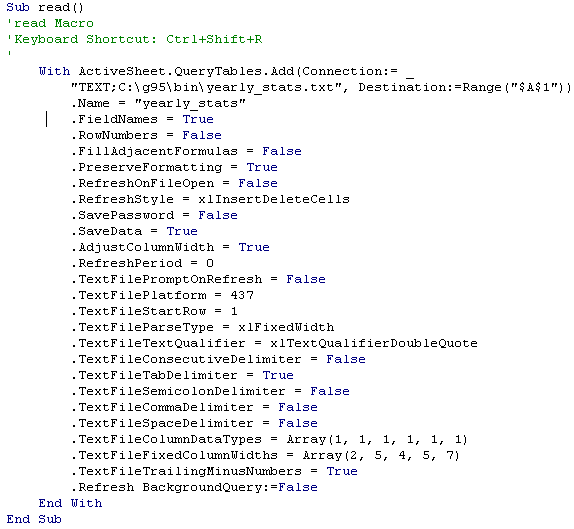 Sub read()
'read Macro
'Keyboard Shortcut: Ctrl+Shift+R
'
With ActiveSheet.QueryTables.Add(Connection:= _
"TEXT;C:\g95\bin\yearly_stats.txt", Destination:=Range("$A$1"))
.Name = "yearly_stats"
.FieldNames = True
.RowNumbers = False
.FillAdjacentFormulas = False
.PreserveFormatting = True
.RefreshOnFileOpen = False
.RefreshStyle = xlInsertDeleteCells
.SavePassword = False
.SaveData = True
.AdjustColumnWidth = True
.RefreshPeriod = 0
.TextFilePromptOnRefresh = False
.TextFilePlatform = 437
.TextFileStartRow = 1
.TextFileParseType = xlFixedWidth
.TextFileTextQualifier = xlTextQualifierDoubleQuote
.TextFileConsecutiveDelimiter = False
.TextFileTabDelimiter = True
.TextFileSemicolonDelimiter = False
.TextFileCommaDelimiter = False
.TextFileSpaceDelimiter = False
.TextFileColumnDataTypes = Array(1, 1, 1, 1, 1, 1)
.TextFileFixedColumnWidths = Array(2, 5, 4, 5, 7)
.TextFileTrailingMinusNumbers = True
.Refresh BackgroundQuery:=False
End With
End Sub